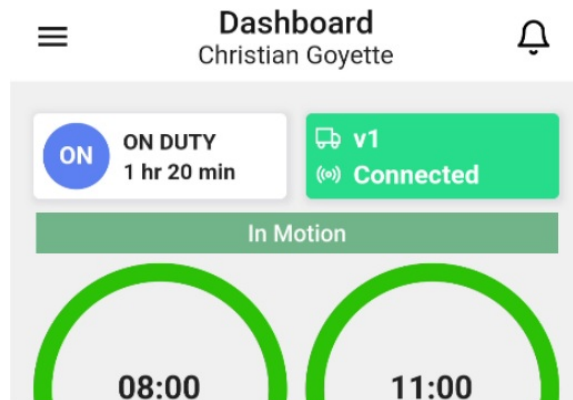 Dashboard
Christian Goyette
ON
ON DUTY
1 hr 20 min
v1
Connected
In Motion
08:00
11:00